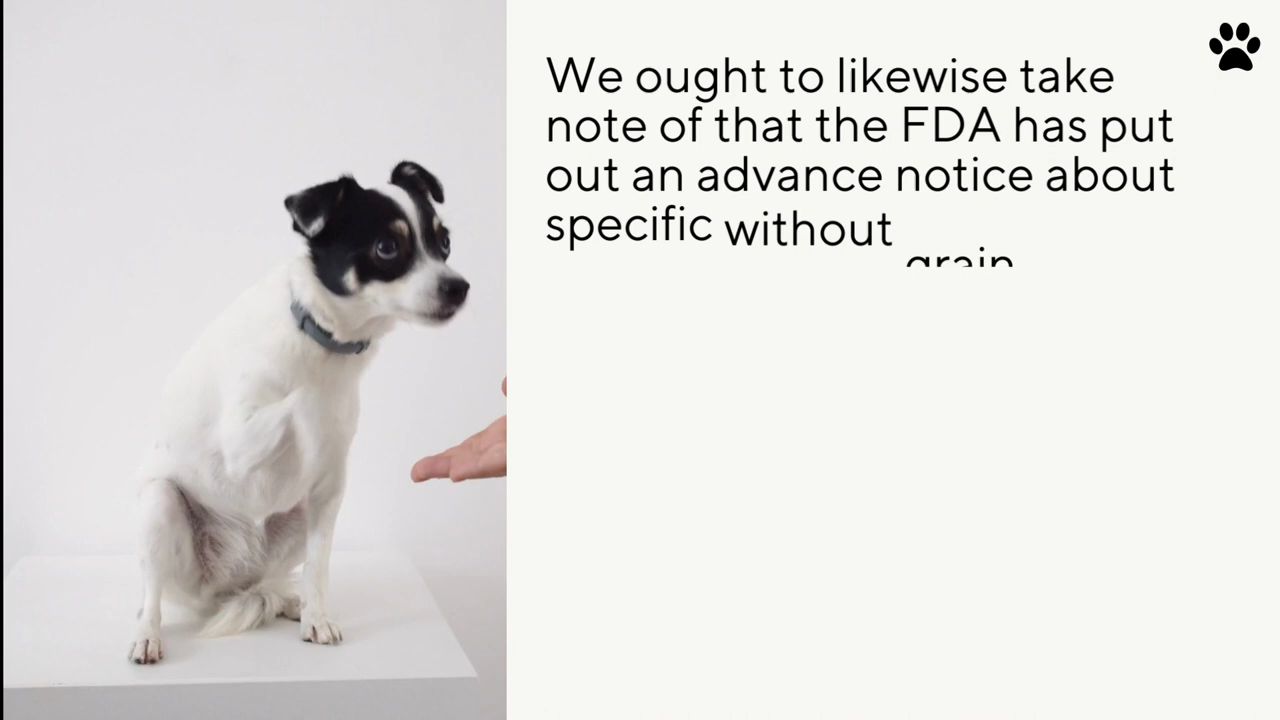 We ought to likewise take
note of that the FDA has put
out an advance notice about
specific without
grain